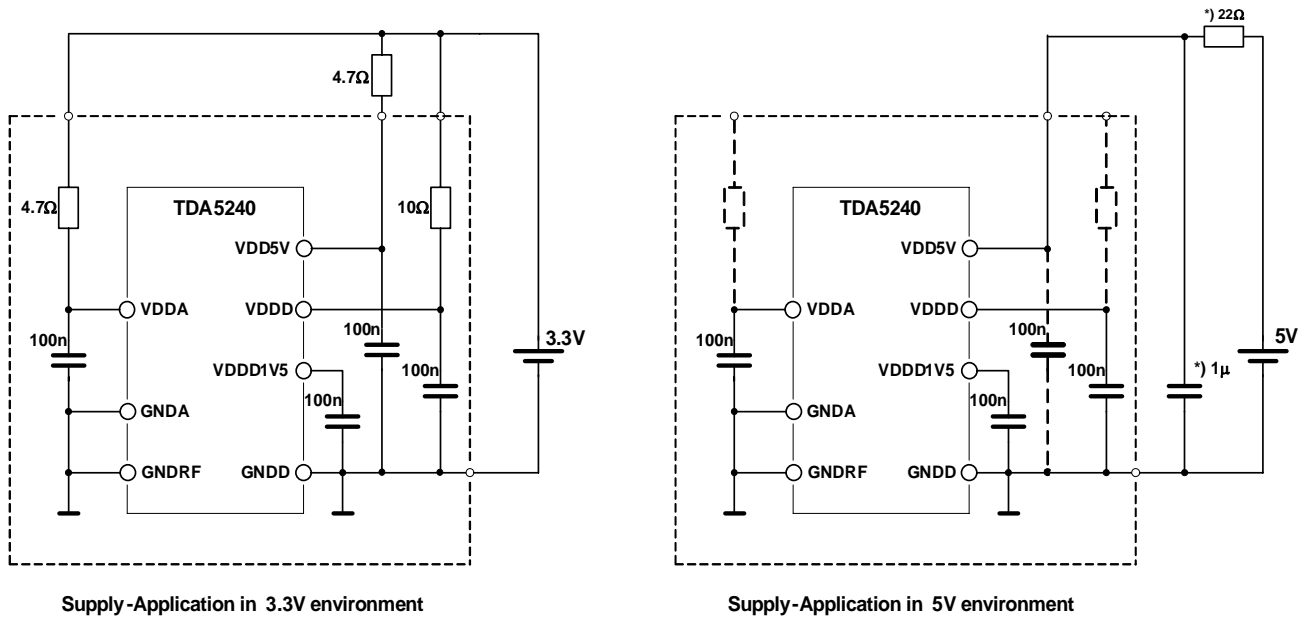 4.7Ω
4.7Ω
10Ω
TDA5240
VDD5V
VDDA
VDDD
100n
100n
VDDD1V5
100n
100n
3.3V
GNDA
GNDRF
GNDD
Supply-Application in 3.3V environment
*) 22Ω
TDA5240
VDD5V
VDDA
VDDD
100n
100n
VDDD1V5
100n
100n
*) 1µ
5V
GNDA
GNDRF
GNDD
Supply-Application in 5V environment